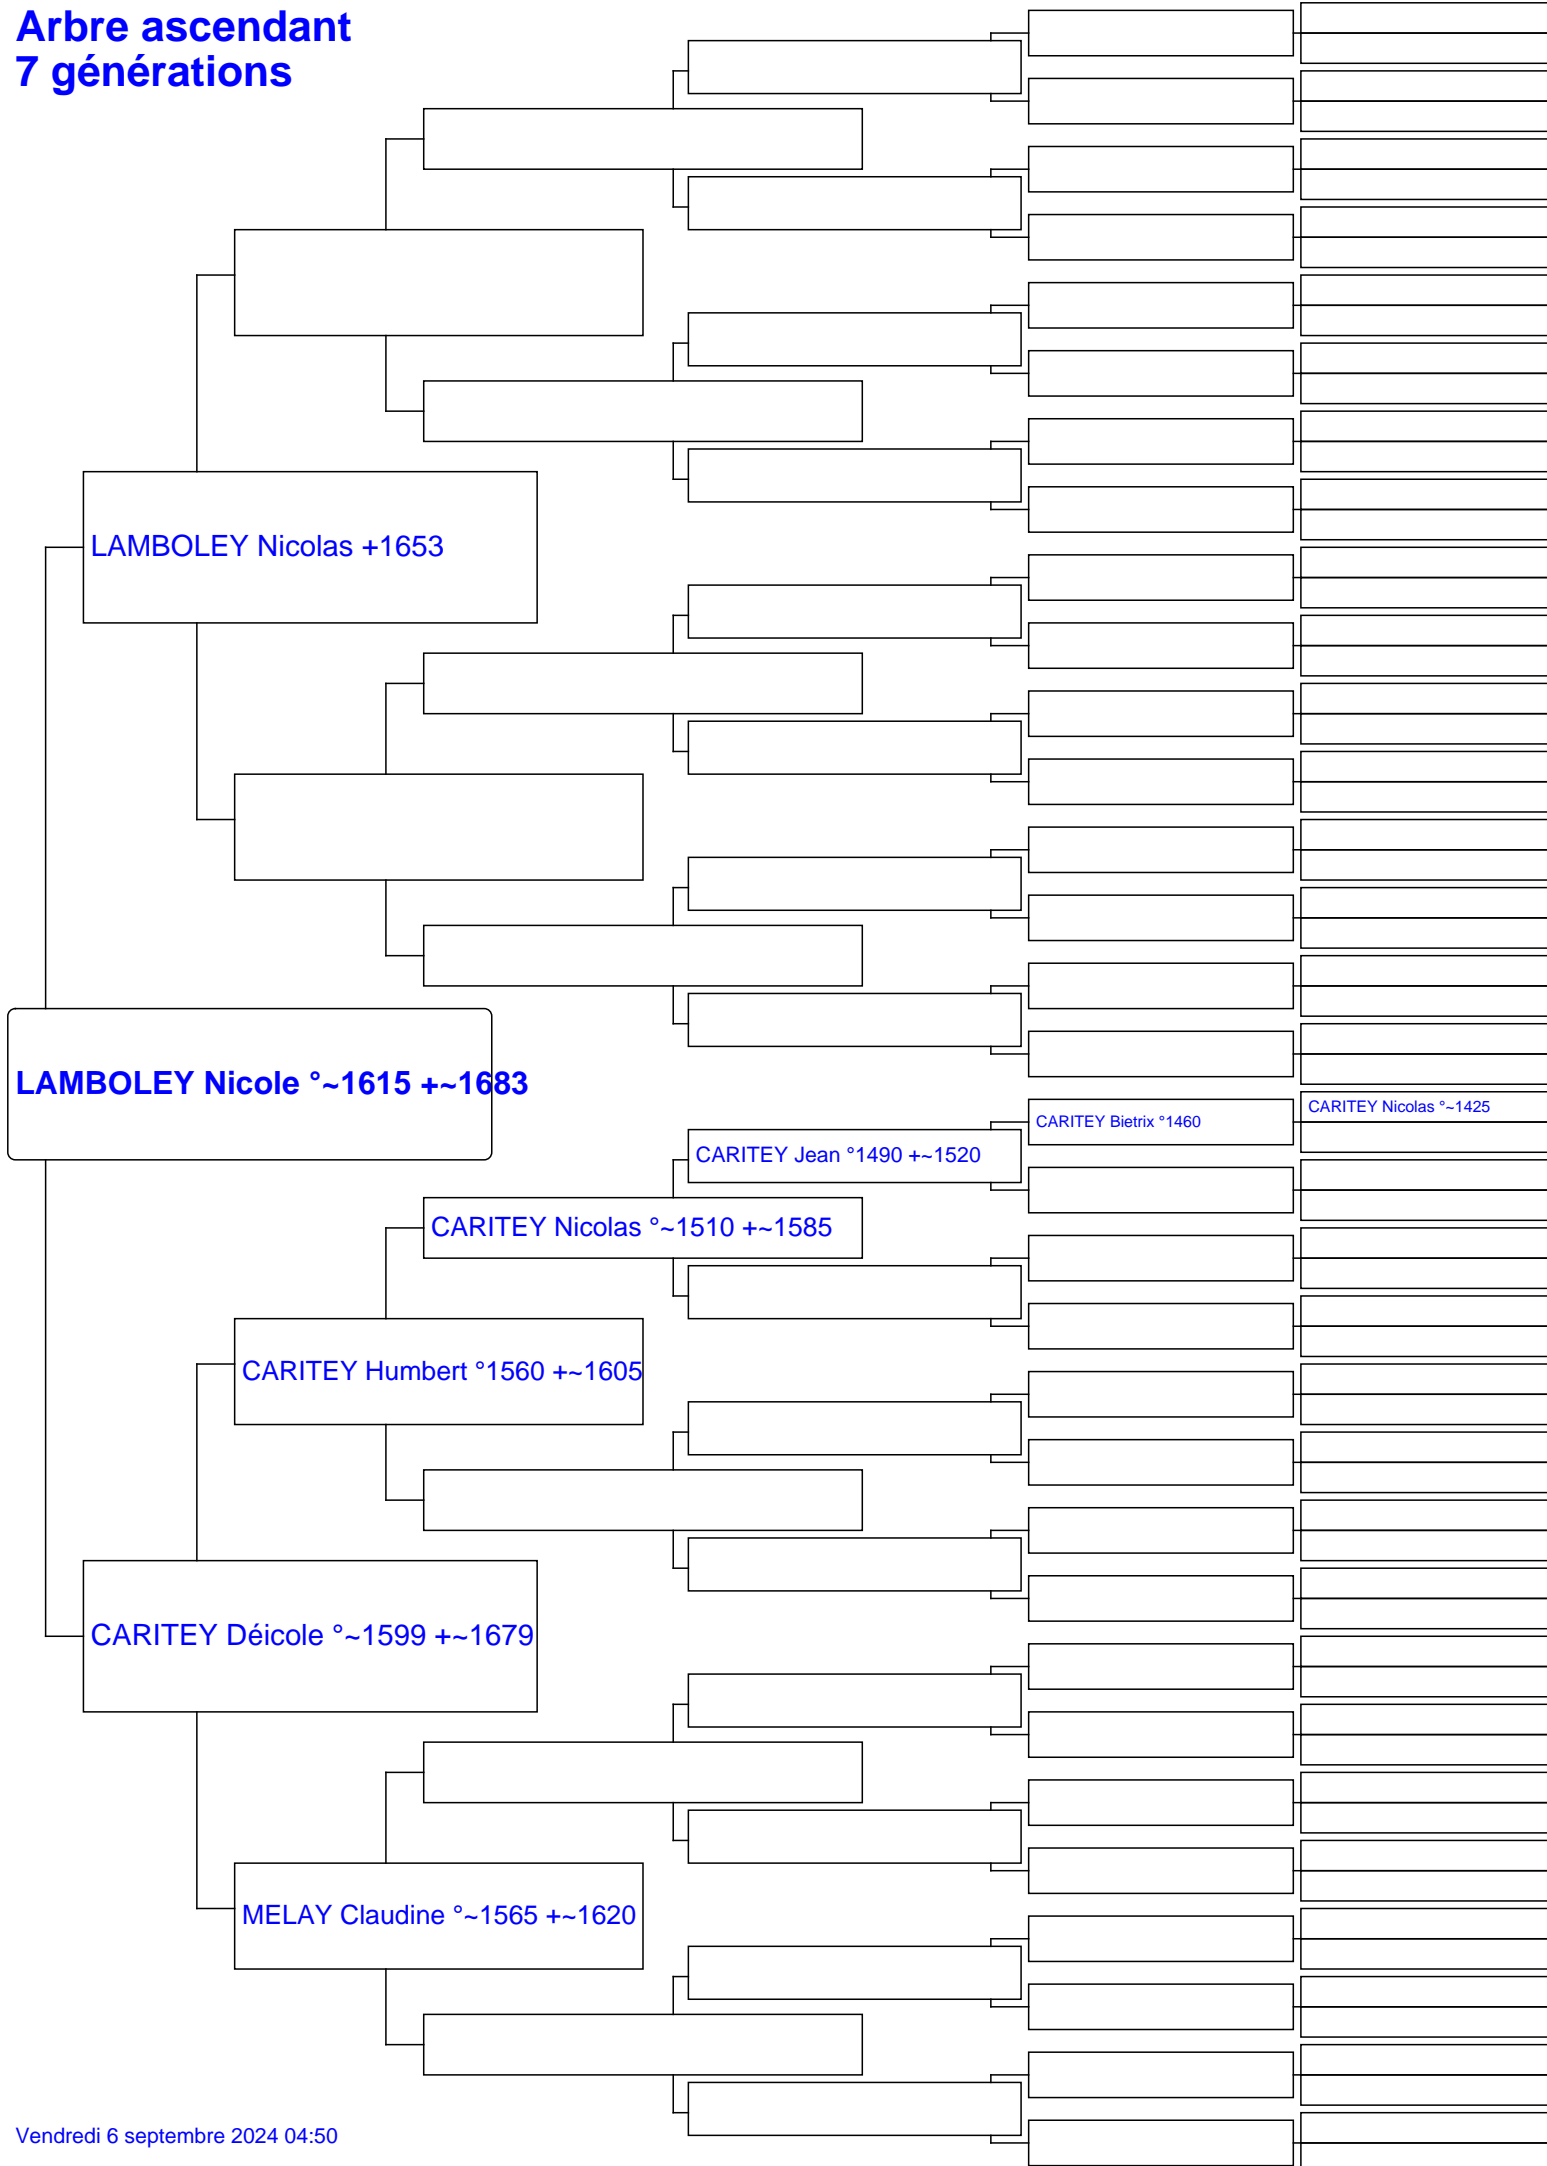 Arbre ascendant
7 générations
LAMBOLEY Nicolas +1653
LAMBOLEY Nicole °~1615 +~1683
CARITEY Bietrix °1460
CARITEY Nicolas °~1425
CARITEY Jean °1490 +~1520
CARITEY Nicolas °~1510 +~1585
CARITEY Humbert °1560 +~1605
CARITEY Déicole °~1599 +~1679
MELAY Claudine °~1565 +~1620
Vendredi 6 septembre 2024 04:50